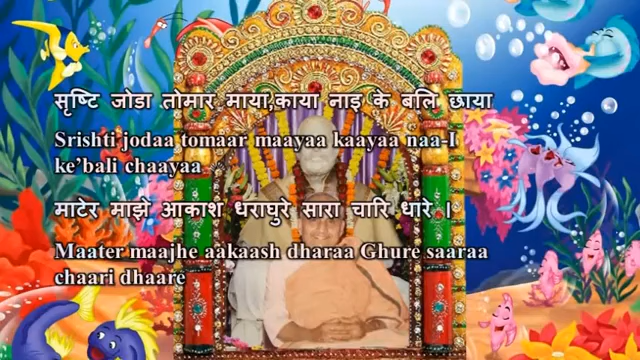 सृष्टि जोडा तोमार माया,काया नाइ के बलि छाया
Srishti jodaa tomaar maayaa kaayaa naa-I
ke’bali chaayaa
माटेर माझे आकाश धराघुरे सारा चारि धारे ।
Maater maajhe aakaash dharaa Ghure saaraa
chaari dhaare